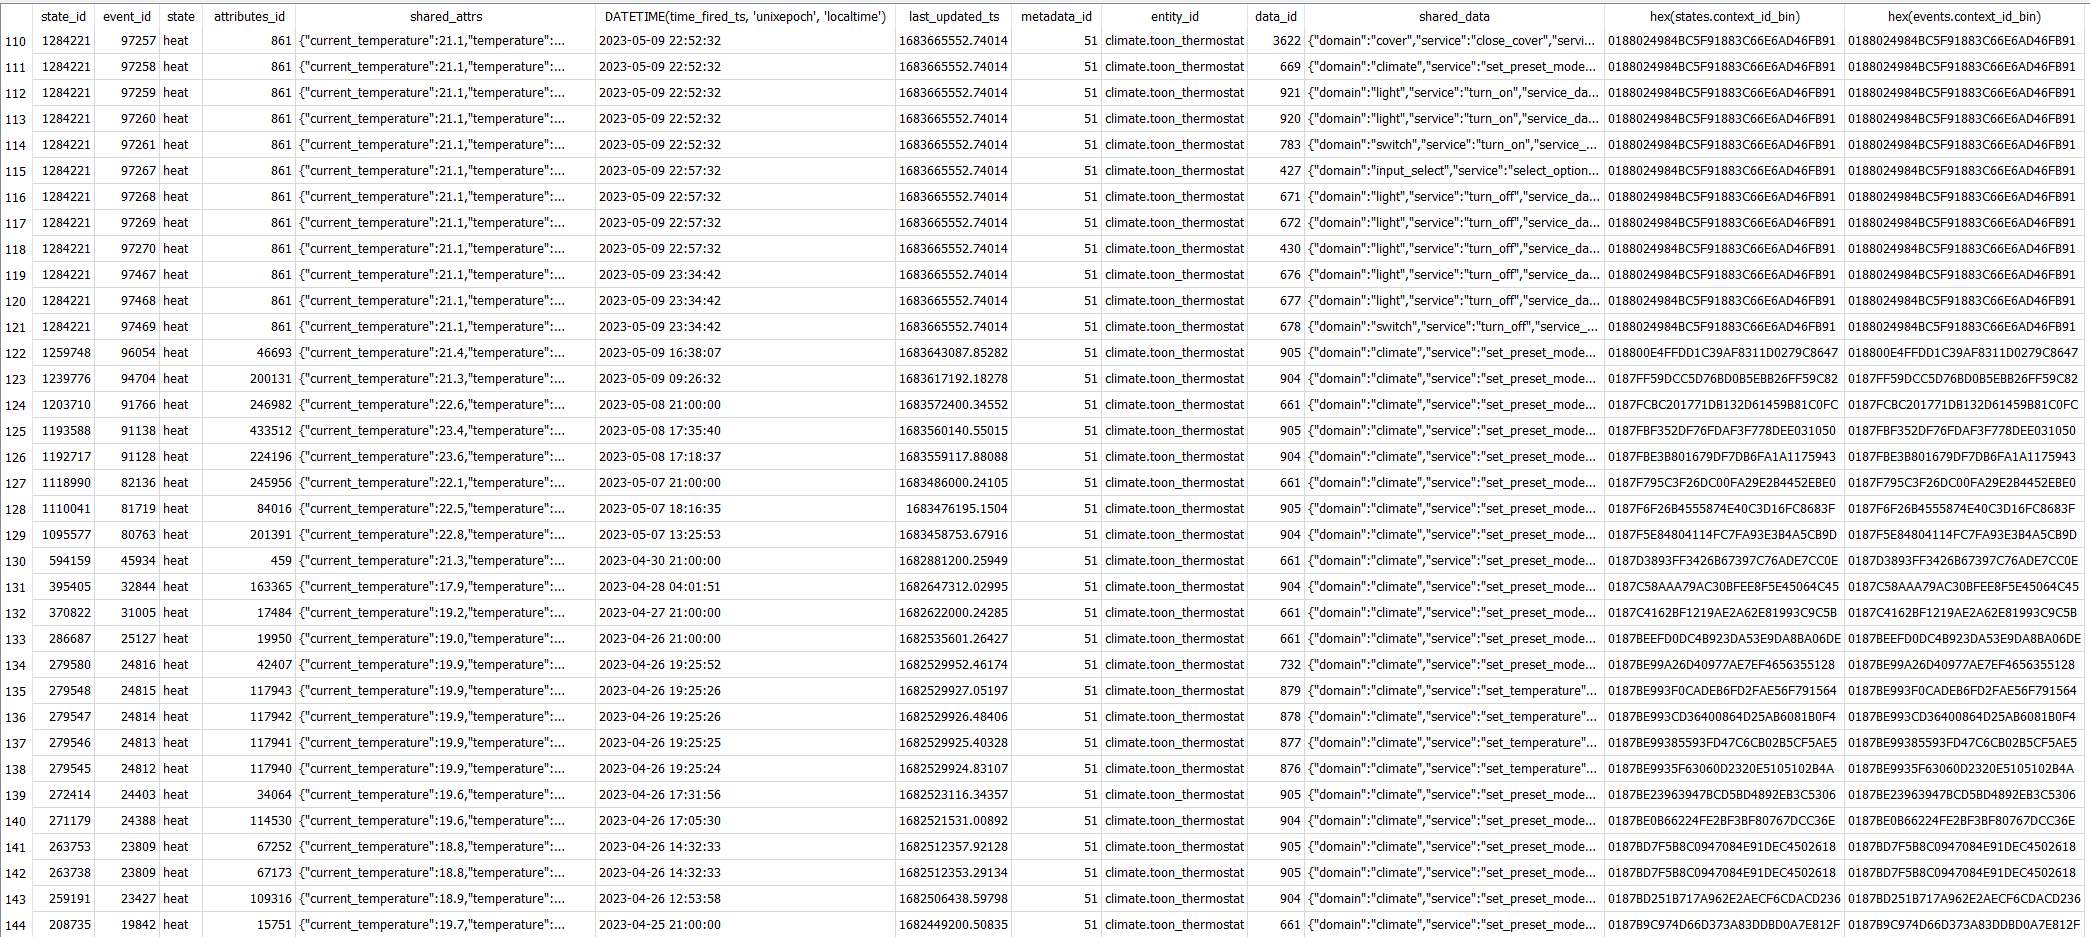 state_id event_id state attributes_id shared_attrs DATETIME(time_fired_ts, 'unixepoch', 'localtime') last_updated_ts metadata_id entity_id data_id shared_data hex(states.context_id_bin) hex(events.context_id_bin)
110 1284221 97257 heat 861 {"current_temperature":21.1,"temperature":... 2023-05-09 22:52:32 1683665552.74014 51 climate.toon_thermostat 3622 {"domain":"cover","service":"close_cover","servi... 0188024984BC5F91883C66E6AD46FB91 0188024984BC5F91883C66E6AD46FB91
111 1284221 97258 heat 861 {"current_temperature":21.1,"temperature":... 2023-05-09 22:52:32 1683665552.74014 51 climate.toon_thermostat 669 {"domain":"climate","service":"set_preset_mode... 0188024984BC5F91883C66E6AD46FB91 0188024984BC5F91883C66E6AD46FB91
112 1284221 97259 heat 861 {"current_temperature":21.1,"temperature":... 2023-05-09 22:52:32 1683665552.74014 51 climate.toon_thermostat 921 {"domain":"light","service":"turn_on","service_da... 0188024984BC5F91883C66E6AD46FB91 0188024984BC5F91883C66E6AD46FB91
113 1284221 97260 heat 861 {"current_temperature":21.1,"temperature":... 2023-05-09 22:52:32 1683665552.74014 51 climate.toon_thermostat 920 {"domain":"light","service":"turn_on","service_da... 0188024984BC5F91883C66E6AD46FB91 0188024984BC5F91883C66E6AD46FB91
114 1284221 97261 heat 861 {"current_temperature":21.1,"temperature":... 2023-05-09 22:52:32 1683665552.74014 51 climate.toon_thermostat 783 {"domain":"switch","service":"turn_on","service_... 0188024984BC5F91883C66E6AD46FB91 0188024984BC5F91883C66E6AD46FB91
115 1284221 97267 heat 861 {"current_temperature":21.1,"temperature":... 2023-05-09 22:57:32 1683665552.74014 51 climate.toon_thermostat 427 {"domain":"input_select","service":"select_option... 0188024984BC5F91883C66E6AD46FB91 0188024984BC5F91883C66E6AD46FB91
116 1284221 97268 heat 861 {"current_temperature":21.1,"temperature":... 2023-05-09 22:57:32 1683665552.74014 51 climate.toon_thermostat 671 {"domain":"light","service":"turn_off","service_da... 0188024984BC5F91883C66E6AD46FB91 0188024984BC5F91883C66E6AD46FB91
117 1284221 97269 heat 861 {"current_temperature":21.1,"temperature":... 2023-05-09 22:57:32 1683665552.74014 51 climate.toon_thermostat 672 {"domain":"light","service":"turn_off","service_da... 0188024984BC5F91883C66E6AD46FB91 0188024984BC5F91883C66E6AD46FB91
118 1284221 97270 heat 861 {"current_temperature":21.1,"temperature":... 2023-05-09 22:57:32 1683665552.74014 51 climate.toon_thermostat 430 {"domain":"light","service":"turn_off","service_da... 0188024984BC5F91883C66E6AD46FB91 0188024984BC5F91883C66E6AD46FB91
119 1284221 97467 heat 861 {"current_temperature":21.1,"temperature":... 2023-05-09 23:34:42 1683665552.74014 51 climate.toon_thermostat 676 {"domain":"light","service":"turn_off","service_da... 0188024984BC5F91883C66E6AD46FB91 0188024984BC5F91883C66E6AD46FB91
120 1284221 97468 heat 861 {"current_temperature":21.1,"temperature":... 2023-05-09 23:34:42 1683665552.74014 51 climate.toon_thermostat 677 {"domain":"light","service":"turn_off","service_da... 0188024984BC5F91883C66E6AD46FB91 0188024984BC5F91883C66E6AD46FB91
121 1284221 97469 heat 861 {"current_temperature":21.1,"temperature":... 2023-05-09 23:34:42 1683665552.74014 51 climate.toon_thermostat 678 {"domain":"switch","service":"turn_off","service_... 0188024984BC5F91883C66E6AD46FB91 0188024984BC5F91883C66E6AD46FB91
122 1259748 96054 heat 46693 {"current_temperature":21.4,"temperature":... 2023-05-09 16:38:07 1683643087.85282 51 climate.toon_thermostat 905 {"domain":"climate","service":"set_preset_mode... 018800E4FFDD1C39AF8311D0279C8647 018800E4FFDD1C39AF8311D0279C8647
123 1239776 94704 heat 200131 {"current_temperature":21.3,"temperature":... 2023-05-09 09:26:32 1683617192.18278 51 climate.toon_thermostat 904 {"domain":"climate","service":"set_preset_mode... 0187FF59DCC5D76BD0B5EBB26FF59C82 0187FF59DCC5D76BD0B5EBB26FF59C82
124 1203710 91766 heat 246982 {"current_temperature":22.6,"temperature":... 2023-05-08 21:00:00 1683572400.34552 51 climate.toon_thermostat 661 {"domain":"climate","service":"set_preset_mode... 0187FCBC201771DB132D61459B81C0FC 0187FCBC201771DB132D61459B81C0FC
125 1193588 91138 heat 433512 {"current_temperature":23.4,"temperature":... 2023-05-08 17:35:40 1683560140.55015 51 climate.toon_thermostat 905 {"domain":"climate","service":"set_preset_mode... 0187FBF352DF76FDAF3F778DEE031050 0187FBF352DF76FDAF3F778DEE031050
126 1192717 91128 heat 224196 {"current_temperature":23.6,"temperature":... 2023-05-08 17:18:37 1683559117.88088 51 climate.toon_thermostat 904 {"domain":"climate","service":"set_preset_mode... 0187FBE3B801679DF7DB6FA1A1175943 0187FBE3B801679DF7DB6FA1A1175943
127 1118990 82136 heat 245956 {"current_temperature":22.1,"temperature":... 2023-05-07 21:00:00 1683486000.24105 51 climate.toon_thermostat 661 {"domain":"climate","service":"set_preset_mode... 0187F795C3F26DC00FA29E2B4452EBE0 0187F795C3F26DC00FA29E2B4452EBE0
128 1110041 81719 heat 84016 {"current_temperature":22.5,"temperature":... 2023-05-07 18:16:35 1683476195.1504 51 climate.toon_thermostat 905 {"domain":"climate","service":"set_preset_mode... 0187F6F26B4555874E40C3D16FC8683F 0187F6F26B4555874E40C3D16FC8683F
129 1095577 80763 heat 201391 {"current_temperature":22.8,"temperature":... 2023-05-07 13:25:53 1683458753.67916 51 climate.toon_thermostat 904 {"domain":"climate","service":"set_preset_mode... 0187F5E84804114FC7FA93E3B4A5CB9D 0187F5E84804114FC7FA93E3B4A5CB9D
130 594159 45934 heat 459 {"current_temperature":21.3,"temperature":... 2023-04-30 21:00:00 1682881200.25949 51 climate.toon_thermostat 661 {"domain":"climate","service":"set_preset_mode... 0187D3893FF3426B67397C76ADE7CC0E 0187D3893FF3426B67397C76ADE7CC0E
131 395405 32844 heat 163365 {"current_temperature":17.9,"temperature":... 2023-04-28 04:01:51 1682647312.02995 51 climate.toon_thermostat 904 {"domain":"climate","service":"set_preset_mode... 0187C58AAA79AC30BFEE8F5E45064C45 0187C58AAA79AC30BFEE8F5E45064C45
132 370822 31005 heat 17484 {"current_temperature":19.2,"temperature":... 2023-04-27 21:00:00 1682622000.24285 51 climate.toon_thermostat 661 {"domain":"climate","service":"set_preset_mode... 0187C4162BF1219AE2A62E81993C9C5B 0187C4162BF1219AE2A62E81993C9C5B
133 286687 25127 heat 19950 {"current_temperature":19.0,"temperature":... 2023-04-26 21:00:00 1682535601.26427 51 climate.toon_thermostat 661 {"domain":"climate","service":"set_preset_mode... 0187BEEFD0DC4B923DA53E9DA8BA06DE 0187BEEFD0DC4B923DA53E9DA8BA06DE
134 279580 24816 heat 42407 {"current_temperature":19.9,"temperature":... 2023-04-26 19:25:52 1682529952.46174 51 climate.toon_thermostat 732 {"domain":"climate","service":"set_preset_mode... 0187BE99A26D40977AE7EF4656355128 0187BE99A26D40977AE7EF4656355128
135 279548 24815 heat 117943 {"current_temperature":19.9,"temperature":... 2023-04-26 19:25:26 1682529927.05197 51 climate.toon_thermostat 879 {"domain":"climate","service":"set_temperature"... 0187BE993F0CADEB6FD2FAE56F791564 0187BE993F0CADEB6FD2FAE56F791564
136 279547 24814 heat 117942 {"current_temperature":19.9,"temperature":... 2023-04-26 19:25:26 1682529926.48406 51 climate.toon_thermostat 878 {"domain":"climate","service":"set_temperature"... 0187BE993CD36400864D25AB6081B0F4 0187BE993CD36400864D25AB6081B0F4
137 279546 24813 heat 117941 {"current_temperature":19.9,"temperature":... 2023-04-26 19:25:25 1682529925.40328 51 climate.toon_thermostat 877 {"domain":"climate","service":"set_temperature"... 0187BE99385593FD47C6CB02B5CF5AE5 0187BE99385593FD47C6CB02B5CF5AE5
138 279545 24812 heat 117940 {"current_temperature":19.9,"temperature":... 2023-04-26 19:25:24 1682529924.83107 51 climate.toon_thermostat 876 {"domain":"climate","service":"set_temperature"... 0187BE9935F63060D2320E5105102B4A 0187BE9935F63060D2320E5105102B4A
139 272414 24403 heat 34064 {"current_temperature":19.6,"temperature":... 2023-04-26 17:31:56 1682523116.34357 51 climate.toon_thermostat 905 {"domain":"climate","service":"set_preset_mode... 0187BE23963947BCD5BD4892EB3C5306 0187BE23963947BCD5BD4892EB3C5306
140 271179 24388 heat 114530 {"current_temperature":19.6,"temperature":... 2023-04-26 17:05:30 1682521531.00892 51 climate.toon_thermostat 904 {"domain":"climate","service":"set_preset_mode... 0187BE0B66224FE2BF3BF80767DCC36E 0187BE0B66224FE2BF3BF80767DCC36E
141 263753 23809 heat 67252 {"current_temperature":18.8,"temperature":... 2023-04-26 14:32:33 1682512357.92128 51 climate.toon_thermostat 905 {"domain":"climate","service":"set_preset_mode... 0187BD7F5B8C0947084E91DEC4502618 0187BD7F5B8C0947084E91DEC4502618
142 263738 23809 heat 67173 {"current_temperature":18.8,"temperature":... 2023-04-26 14:32:33 1682512353.29134 51 climate.toon_thermostat 905 {"domain":"climate","service":"set_preset_mode... 0187BD7F5B8C0947084E91DEC4502618 0187BD7F5B8C0947084E91DEC4502618
143 259191 23427 heat 109316 {"current_temperature":18.9,"temperature":... 2023-04-26 12:53:58 1682506438.59798 51 climate.toon_thermostat 904 {"domain":"climate","service":"set_preset_mode... 0187BD251B717A962E2AECF6CDACD236 0187BD251B717A962E2AECF6CDACD236
144 208735 19842 heat 15751 {"current_temperature":19.7,"temperature":... 2023-04-25 21:00:00 1682449200.50835 51 climate.toon_thermostat 661 {"domain":"climate","service":"set_preset_mode... 0187B9C974D66D373A83DDBD0A7E812F 0187B9C974D66D373A83DDBD0A7E812F